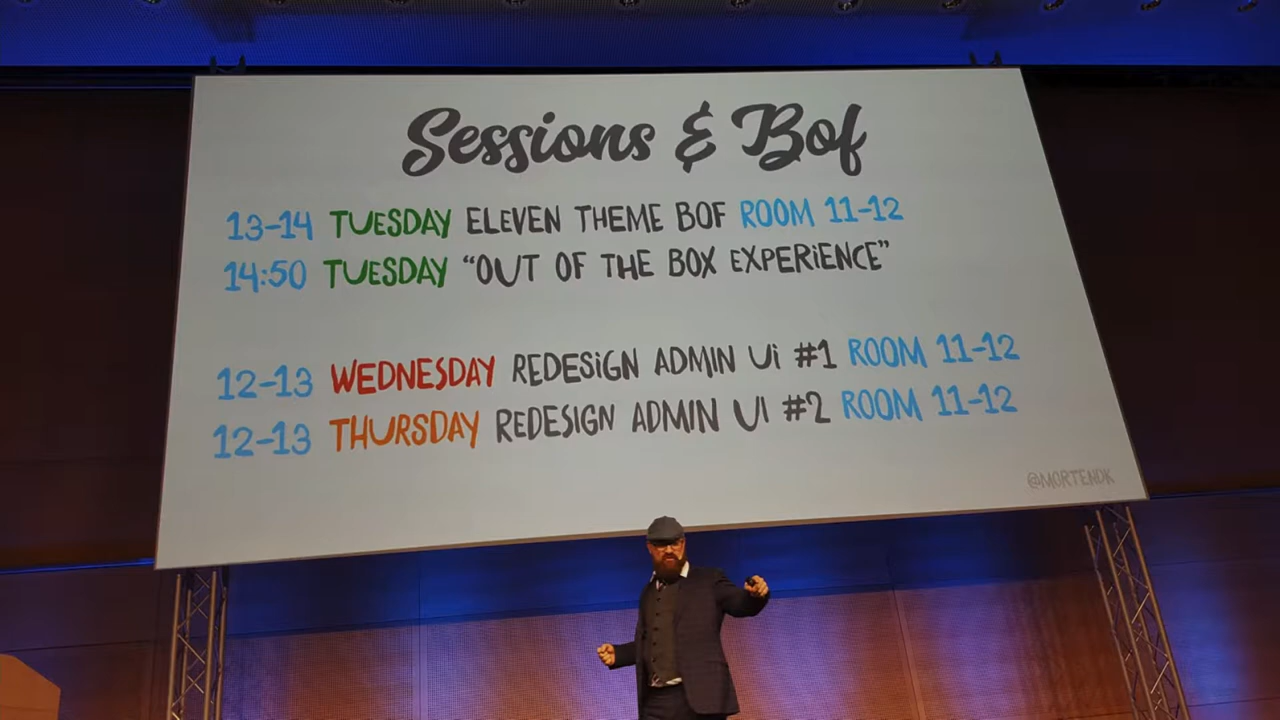 Sessions & Bof
13-14 TUESDAY ELEVEN THEME BOF ROOM 11-12
14:50 TUESDAY “OUT OF THE BOX EXPERiENCE”
12-13 WEDNESDAY REDESiGN ADMIN Ui #1 ROOM 11-12
12-13 THURSDAY REDESIGN ADMIN UI #2 ROOM 11-12
@MORTENDK